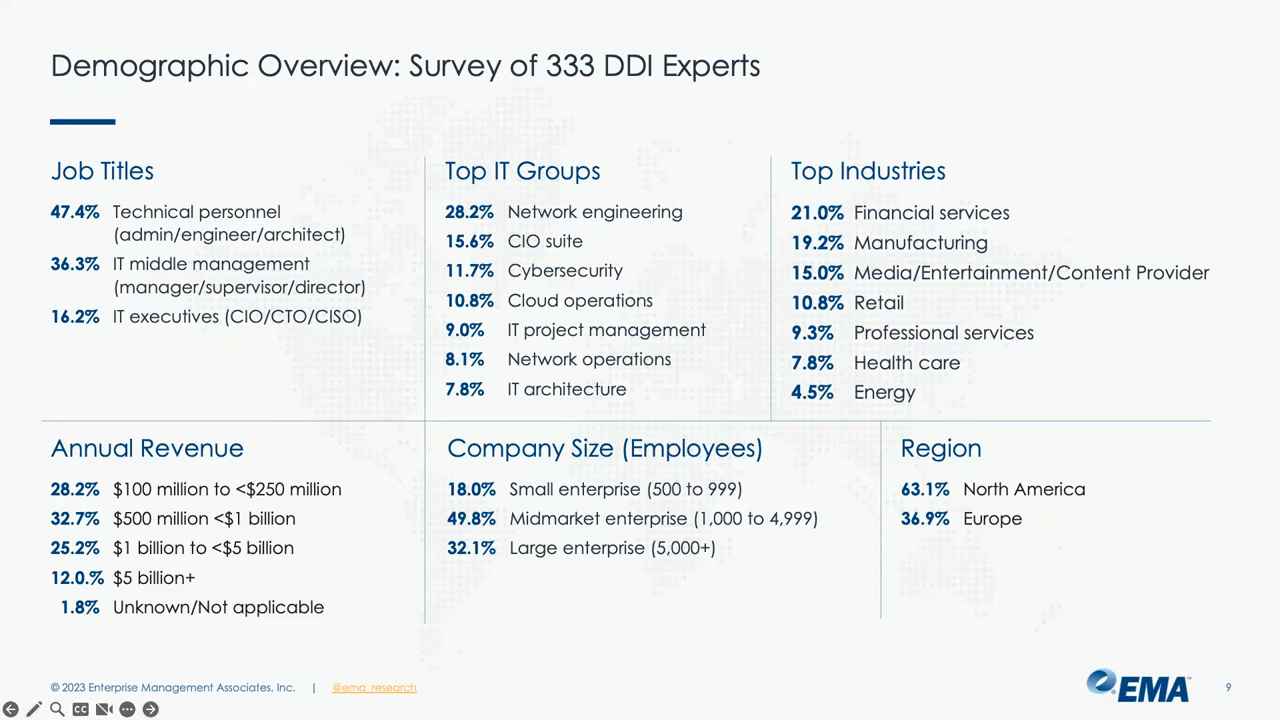 Demographic Overview: Survey of 333 DDI Experts
Job Titles
47.4% Technical personnel
(admin/engineer/architect)
36.3% IT middle management
(manager/supervisor/director)
16.2% IT executives (CIO/CTO/CISO)
Top IT Groups
28.2% Network engineering
15.6% CIO suite
11.7% Cybersecurity
10.8% Cloud operations
9.0% IT project management
8.1% Network operations
7.8% IT architecture
Top Industries
21.0% Financial services
19.2% Manufacturing
15.0% Media/Entertainment/Content Provider
10.8% Retail
9.3% Professional services
7.8% Health care
4.5% Energy
Annual Revenue
28.2% $100 million to <$250 million
32.7% $500 million <$1 billion
25.2% $1 billion to <$5 billion
12.0.% $5 billion+
1.8% Unknown/Not applicable
Company Size (Employees)
18.0% Small enterprise (500 to 999)
49.8% Midmarket enterprise (1,000 to 4,999)
32.1% Large enterprise (5,000+)
Region
63.1% North America
36.9% Europe
© 2023 Enterprise Management Associates, Inc. | @ema_research
EMA™
9
CC